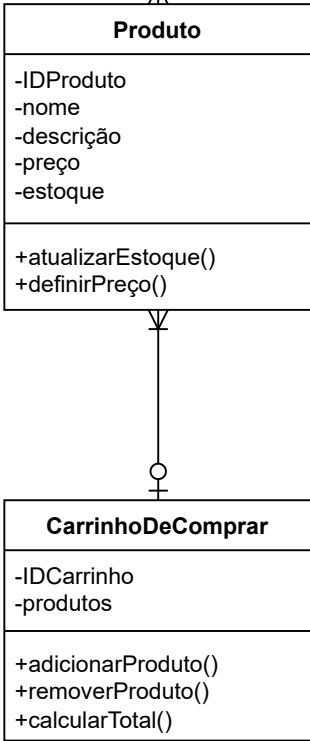 Produto
-IDProduto
-nome
-descrição
-preço
-estoque
+atualizarEstoque()
+definirPreço()
CarrinhoDeComprar
-IDCarrinho
-produtos
+adicionarProduto()
+removerProduto()
+calcularTotal()